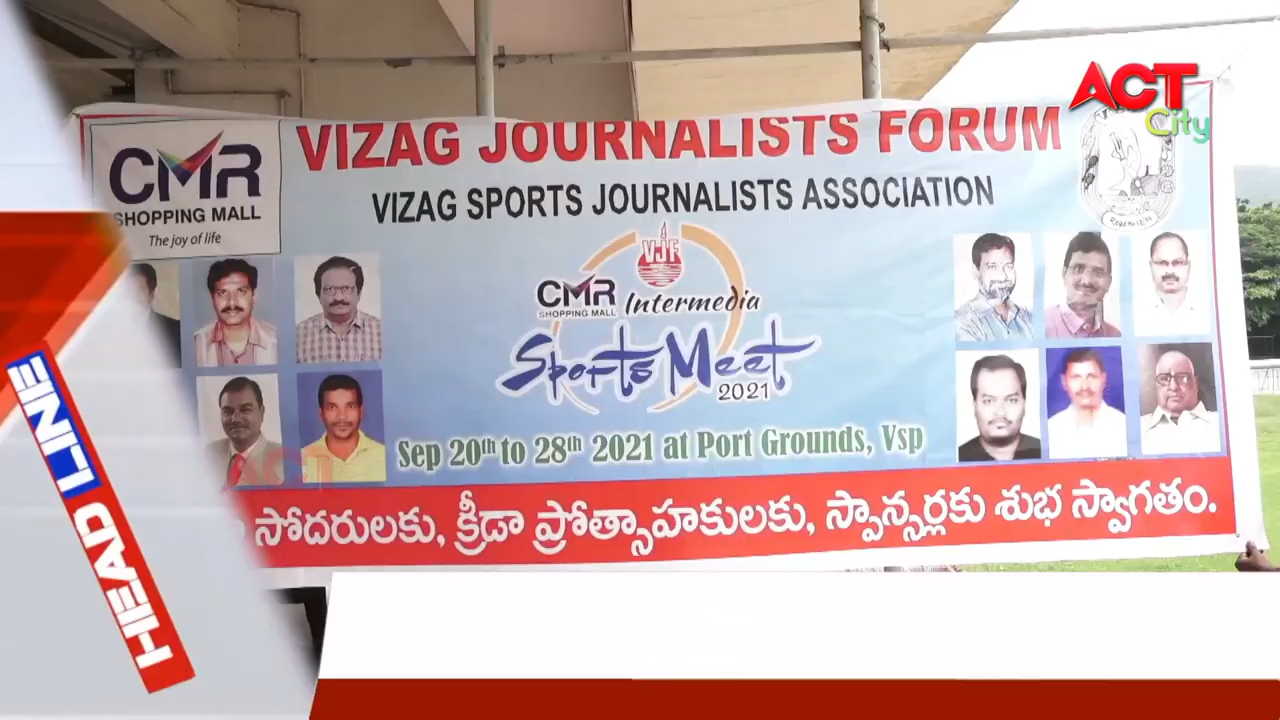 ACT
City
VIZAG JOURNALISTS FORUM
CMR
SHOPPING MALL
The joy of life
VIZAG SPORTS JOURNALISTS ASSOCIATION
VJF
CMR
SHOPPING MALL
Intermedia
Sports Meet
2021
Sep 20th to 28th 2021 at Port Grounds, Vsp
ACT
సోదరులకు, క్రీడా ప్రోత్సాహకులకు, స్పాన్సర్లకు శుభ స్వాగతం.
HEAD LINE